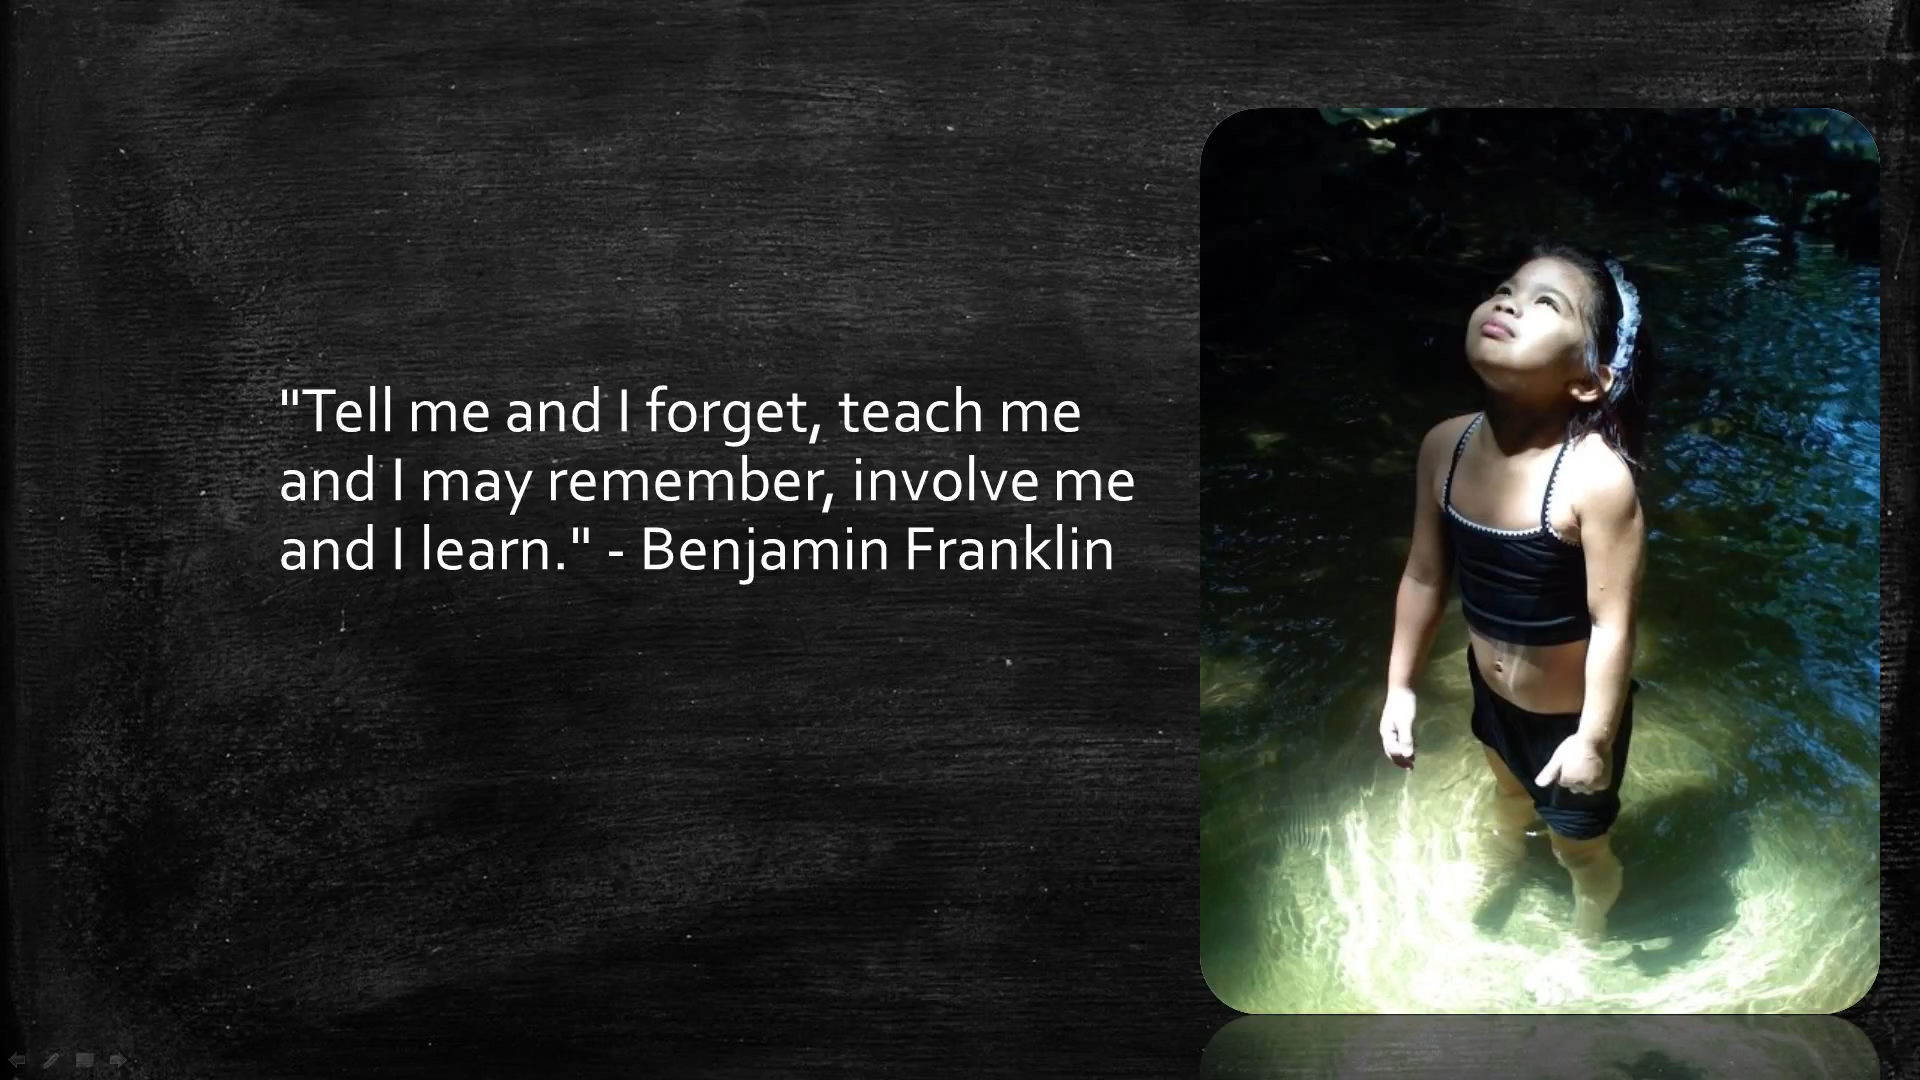 "Tell me and I forget, teach me
and I may remember, involve me
and I learn." - Benjamin Franklin